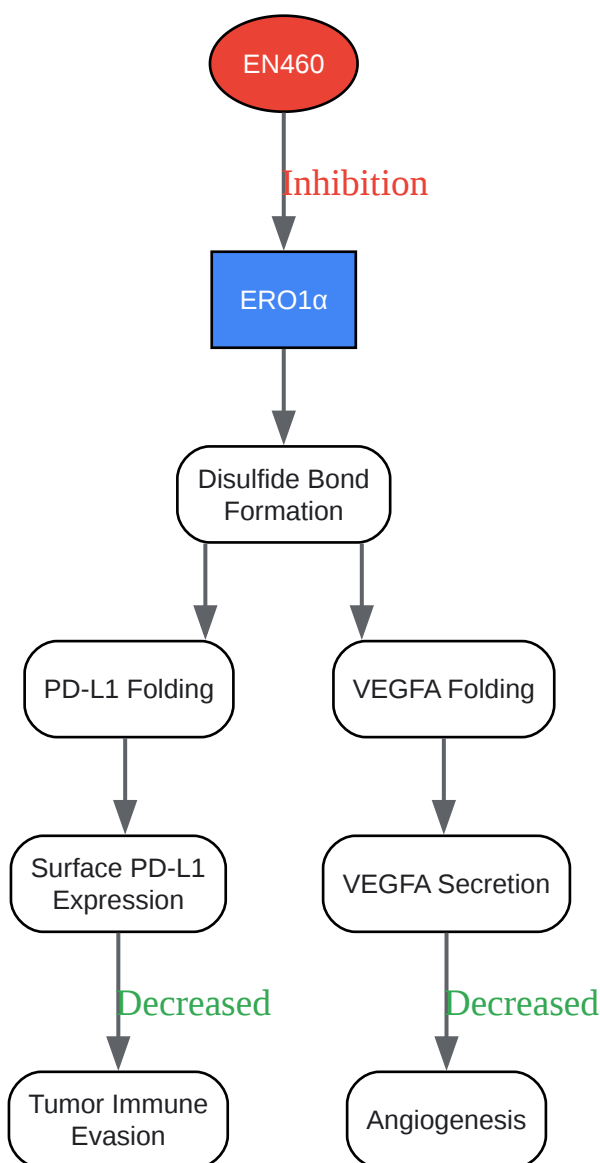 EN460
Inhibition
ERO1α
Disulfide Bond
Formation
PD-L1 Folding
VEGFA Folding
Surface PD-L1
Expression
VEGFA Secretion
Decreased
Decreased
Tumor Immune
Evasion
Angiogenesis